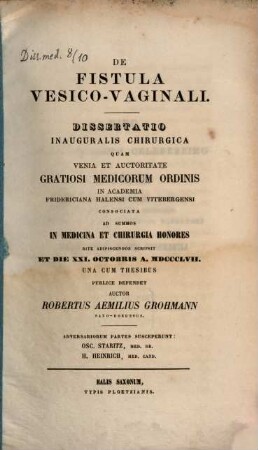 Diss. med. 8/10
DE
FISTULA
VESICO-VAGINALI.
DISSERTATIO
INAUGURALIS CHIRURGICA
QUAM
VENIA ET AUCTORITATE
GRATIOSI MEDICORUM ORDINIS
IN ACADEMIA
FRIDERICIANA HALENSI CUM VITEBERGENSI
CONSOCIATA
AD SUMMOS
IN MEDICINA ET CHIRURGIA HONORES
RITE ADIPISCENDOS SCRIPSIT
ET DIE XXI. OCTOBRIS A. MDCCCLVII.
UNA CUM THESIBUS
PUBLICE DEFENDET
AUCTOR
ROBERTUS AEMILIUS GROHMANN
ADVERSARIORUM PARTES SUSCEPERUNT:
OSC. STARITZ, MED. DR.
H. HEINRICH, MED. CAND.
HALIS SAXONUM,
TYPIS PLOETZIANIS.